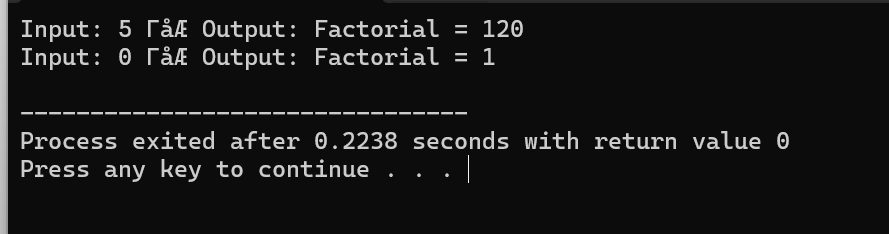 Input: 5 ΓåÆ Output: Factorial = 120
Input: 0 ΓåÆ Output: Factorial = 1
--------------------------------
Process exited after 0.2238 seconds with return value 0
Press any key to continue . . .